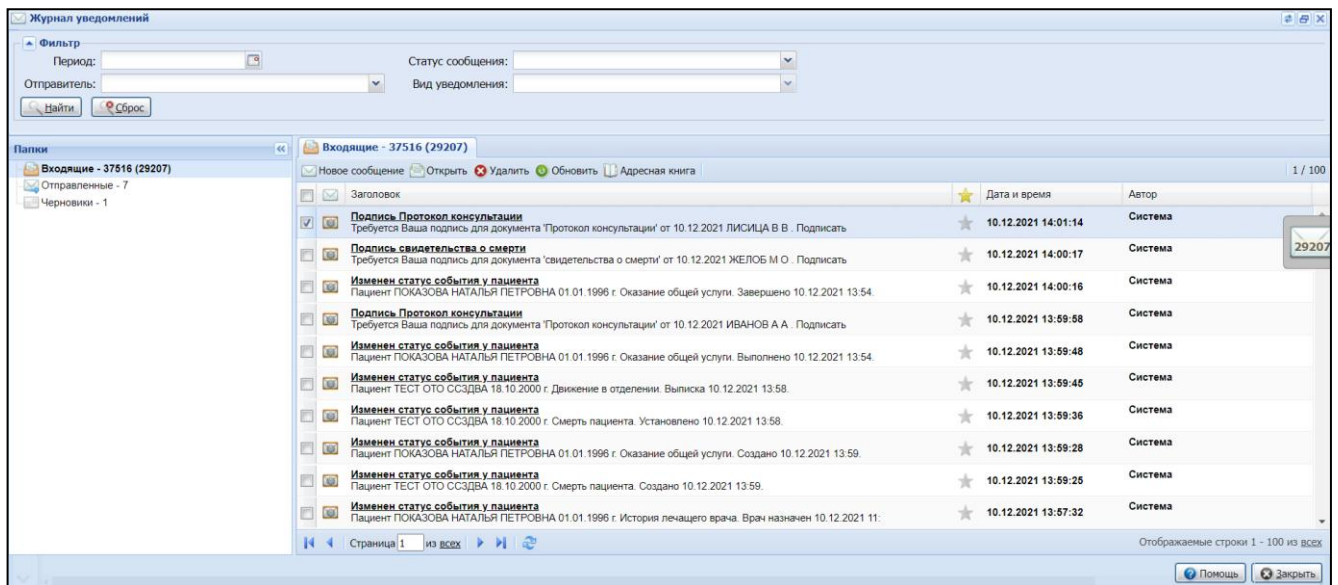 Журнал уведомлений
Фильтр
Период:
Статус сообщения:
Отправитель:
Вид уведомления:
Найти
Сброс
Папки
Входящие - 37516 (29207)
Отправленные - 7
Черновики - 1
Входящие - 37516 (29207)
Новое сообщение Открыть Удалить Обновить Адресная книга 1 / 100
Заголовок Дата и время Автор
Подпись Протокол консультации
Требуется Ваша подпись для документа 'Протокол консультации' от 10.12.2021 ЛИСИЦА В В . Подписать
10.12.2021 14:01:14 Система
29207
Подпись свидетельства о смерти
Требуется Ваша подпись для документа 'свидетельства о смерти' от 10.12.2021 ЖЕЛОБ М О . Подписать
10.12.2021 14:00:17 Система
Изменен статус события у пациента
Пациент ПОКАЗОВА НАТАЛЬЯ ПЕТРОВНА 01.01.1996 г. Оказание общей услуги. Завершено 10.12.2021 13:54.
10.12.2021 14:00:16 Система
Подпись Протокол консультации
Требуется Ваша подпись для документа 'Протокол консультации' от 10.12.2021 ИВАНОВ А А . Подписать
10.12.2021 13:59:58 Система
Изменен статус события у пациента
Пациент ПОКАЗОВА НАТАЛЬЯ ПЕТРОВНА 01.01.1996 г. Оказание общей услуги. Выполнено 10.12.2021 13:54.
10.12.2021 13:59:48 Система
Изменен статус события у пациента
Пациент ТЕСТ ОТО ССЗДВА 18.10.2000 г. Движение в отделении. Выписка 10.12.2021 13:58.
10.12.2021 13:59:45 Система
Изменен статус события у пациента
Пациент ТЕСТ ОТО ССЗДВА 18.10.2000 г. Смерть пациента. Установлено 10.12.2021 13:58.
10.12.2021 13:59:36 Система
Изменен статус события у пациента
Пациент ПОКАЗОВА НАТАЛЬЯ ПЕТРОВНА 01.01.1996 г. Оказание общей услуги. Создано 10.12.2021 13:59.
10.12.2021 13:59:28 Система
Изменен статус события у пациента
Пациент ТЕСТ ОТО ССЗДВА 18.10.2000 г. Смерть пациента. Создано 10.12.2021 13:59.
10.12.2021 13:59:25 Система
Изменен статус события у пациента
Пациент ПОКАЗОВА НАТАЛЬЯ ПЕТРОВНА 01.01.1996 г. История лечащего врача. Врач назначен 10.12.2021 11:
10.12.2021 13:57:32 Система
Страница 1 из всех
Отображаемые строки 1 - 100 из всех
Помощь Закрыть